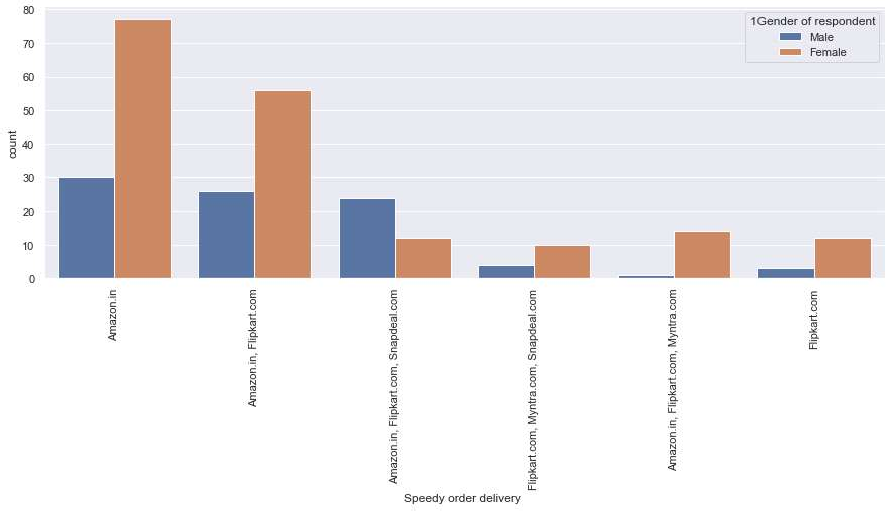 80
70
60
50
40
30
20
10
0
count
1Gender of respondent
Male
Female
Amazon.in
Amazon.in, Flipkart.com
Amazon.in, Flipkart.com, Snapdeal.com
Flipkart.com, Myntra.com, Snapdeal.com
Amazon.in, Flipkart.com, Myntra.com
Flipkart.com
Speedy order delivery